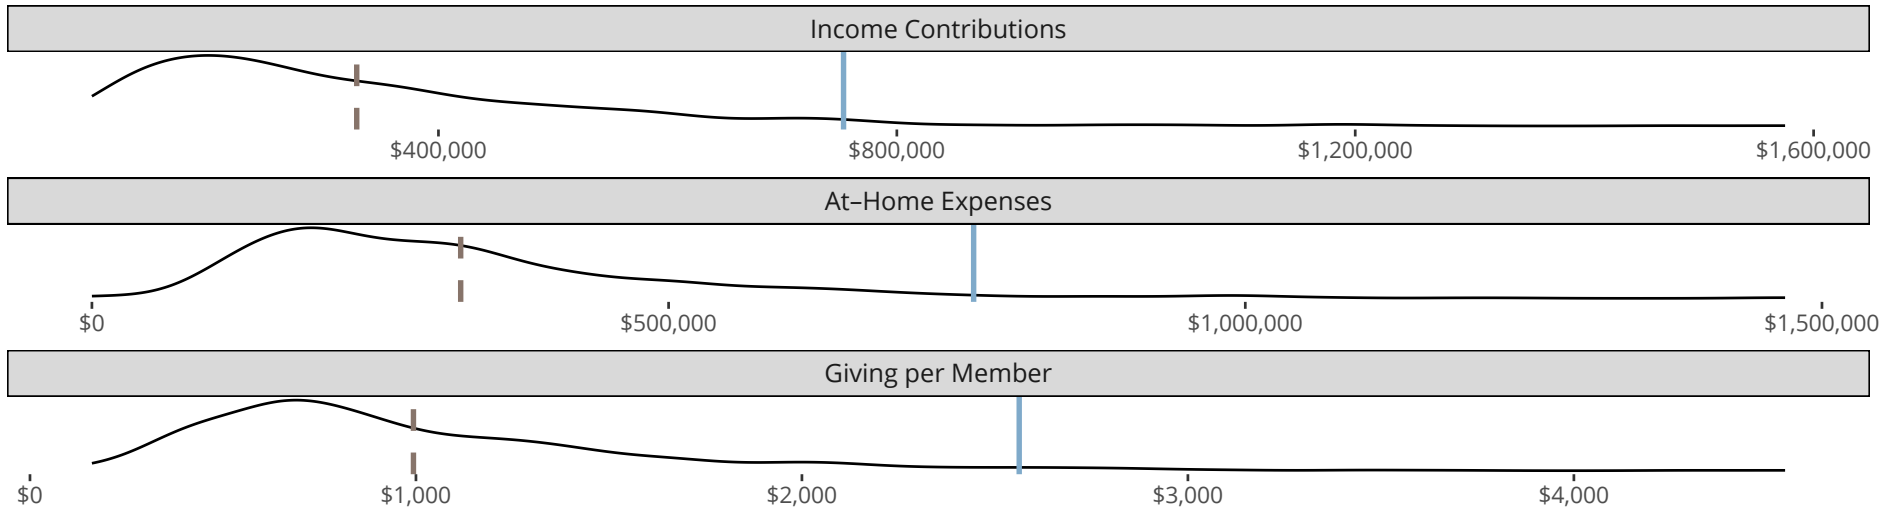 Income Contributions
$400,000 $800,000 $1,200,000 $1,600,000
At–Home Expenses
$0 $500,000 $1,000,000 $1,500,000
Giving per Member
$0 $1,000 $2,000 $3,000 $4,000